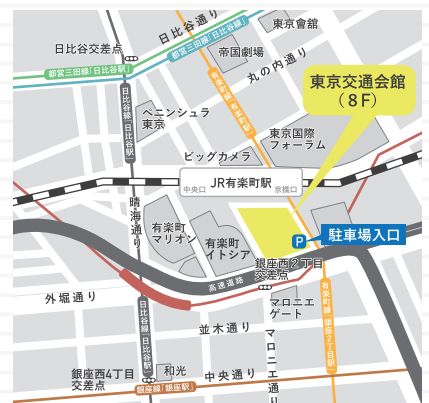 日比谷通り
東京會館
日比谷交差点
都営三田線「日比谷駅」
都営三田線「日比谷駅」
帝国劇場
丸の内通り
有楽町線「有楽町駅」
東京交通会館
(8F)
日比谷線「日比谷駅」
ペニンシュラ
東京
東京国際
フォーラム
ビッグカメラ
中央口
JR有楽町駅
京橋口
晴海通り
有楽町
マリオン
有楽町
イトシア
P
駐車場入口
銀座西2丁目
交差点
高速道路
外堀通り
マロニエ
ゲート
有楽町線「銀座2丁目駅」
日比谷線「日比谷駅」
並木通り
マロニエ通り
和光
中央通り
銀座西4丁目
交差点
銀座線「銀座駅」